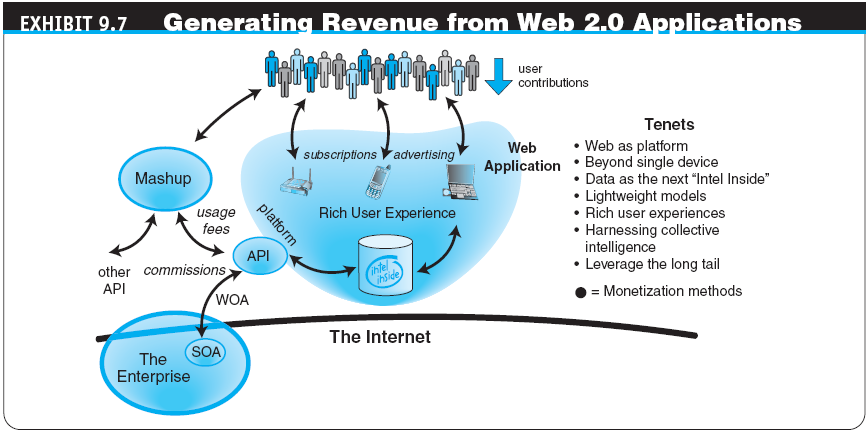 EXHIBIT 9.7 Generating Revenue from Web 2.0 Applications
user
contributions
subscriptions advertising
Web
Application
Rich User Experience
platform
intel
inside
Mashup
usage
fees
API
other
API
commissions
WOA
The Internet
SOA
The
Enterprise
Tenets
• Web as platform
• Beyond single device
• Data as the next “Intel Inside”
• Lightweight models
• Rich user experiences
• Harnessing collective
intelligence
• Leverage the long tail
● = Monetization methods